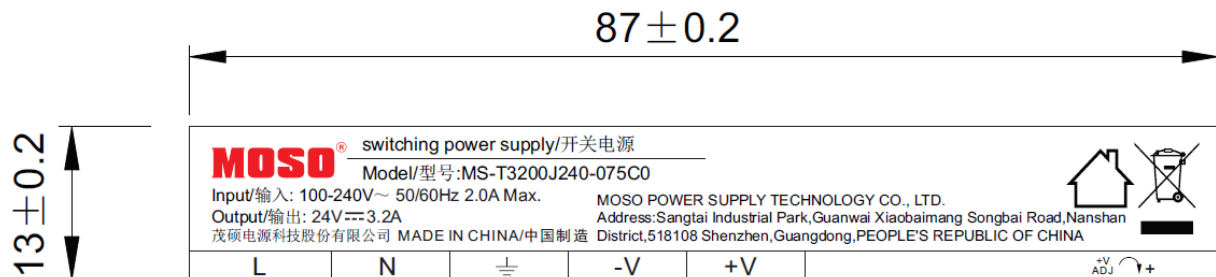 87±0.2
13±0.2
MOSO®
switching power supply/开关电源
Model/型号:MS-T3200J240-075C0
Input/输入: 100-240V～ 50/60Hz 2.0A Max.
Output/输出: 24V⎓3.2A
茂硕电源科技股份有限公司 MADE IN CHINA/中国制造
MOSO POWER SUPPLY TECHNOLOGY CO., LTD.
Address:Sangtai Industrial Park,Guanwai Xiaobaimang Songbai Road,Nanshan
District,518108 Shenzhen,Guangdong,PEOPLE'S REPUBLIC OF CHINA
L N ⏚ -V +V
+V
ADJ +